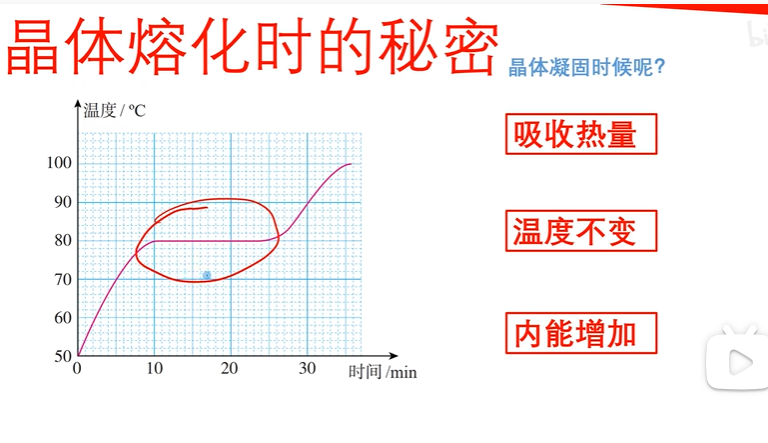 晶体熔化时的秘密
晶体凝固时候呢?
温度/℃
吸收热量
温度不变
内能增加
100
90
80
70
60
50
0 10 20 30 时间/min